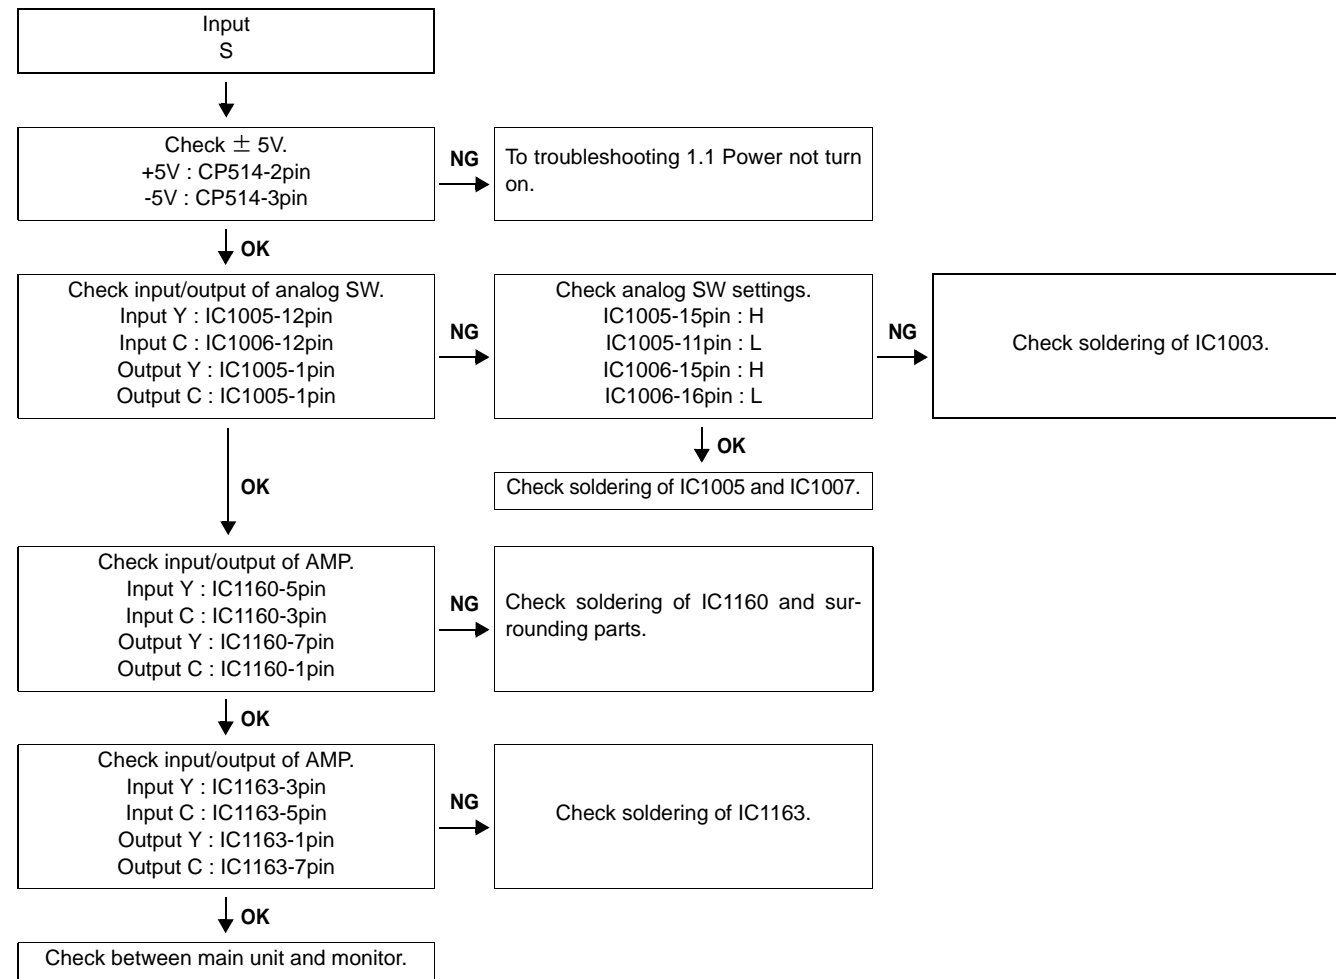 Input
S
Check ± 5V.
+5V : CP514-2pin
-5V : CP514-3pin
NG
To troubleshooting 1.1 Power not turn
on.
OK
Check input/output of analog SW.
Input Y : IC1005-12pin
Input C : IC1006-12pin
Output Y : IC1005-1pin
Output C : IC1005-1pin
NG
Check analog SW settings.
IC1005-15pin : H
IC1005-11pin : L
IC1006-15pin : H
IC1006-16pin : L
NG
Check soldering of IC1003.
OK
Check soldering of IC1005 and IC1007.
OK
Check input/output of AMP.
Input Y : IC1160-5pin
Input C : IC1160-3pin
Output Y : IC1160-7pin
Output C : IC1160-1pin
NG
Check soldering of IC1160 and sur-
rounding parts.
OK
Check input/output of AMP.
Input Y : IC1163-3pin
Input C : IC1163-5pin
Output Y : IC1163-1pin
Output C : IC1163-7pin
NG
Check soldering of IC1163.
OK
Check between main unit and monitor.